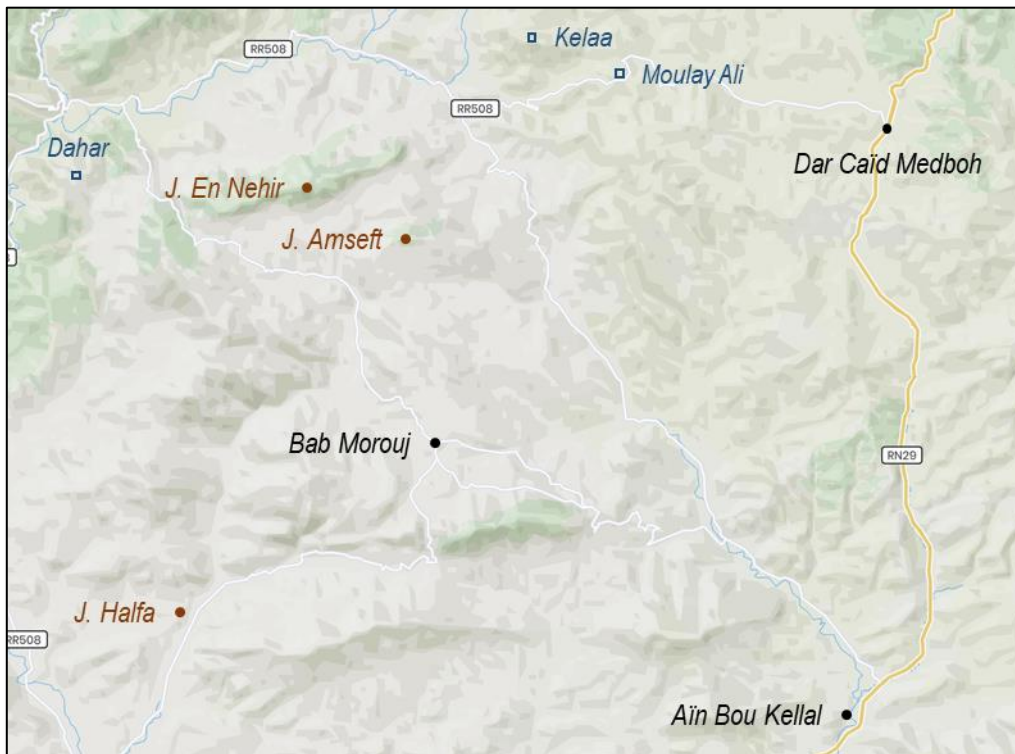 Kelaa
RR508
Moulay Ali
RR508
Dar Caïd Medboh
Dahar
J. En Nehir
J. Amseft
Bab Morouj
RN29
J. Halfa
RR508
Aïn Bou Kellal